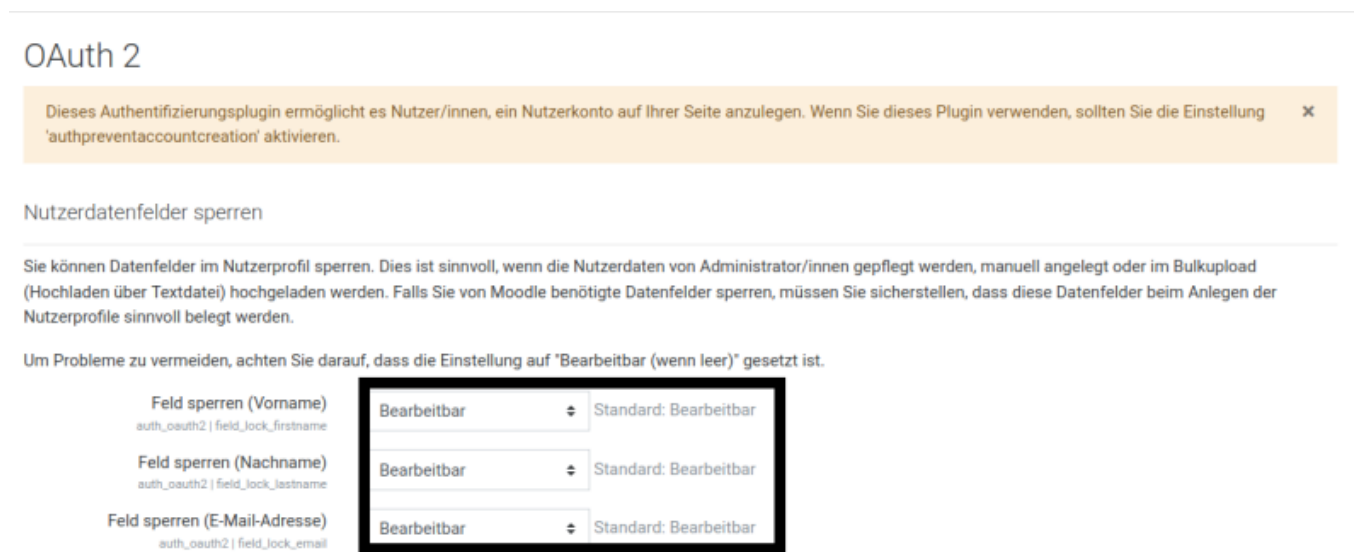 OAuth 2
Dieses Authentifizierungsplugin ermöglicht es Nutzer/innen, ein Nutzerkonto auf Ihrer Seite anzulegen. Wenn Sie dieses Plugin verwenden, sollten Sie die Einstellung ×
'authpreventaccountcreation' aktivieren.
Nutzerdatenfelder sperren
Sie können Datenfelder im Nutzerprofil sperren. Dies ist sinnvoll, wenn die Nutzerdaten von Administrator/innen gepflegt werden, manuell angelegt oder im Bulkupload
(Hochladen über Textdatei) hochgeladen werden. Falls Sie von Moodle benötigte Datenfelder sperren, müssen Sie sicherstellen, dass diese Datenfelder beim Anlegen der
Nutzerprofile sinnvoll belegt werden.
Um Probleme zu vermeiden, achten Sie darauf, dass die Einstellung auf "Bearbeitbar (wenn leer)" gesetzt ist.
Feld sperren (Vorname) Bearbeitbar Standard: Bearbeitbar
auth_oauth2 | field_lock_firstname
Feld sperren (Nachname) Bearbeitbar Standard: Bearbeitbar
auth_oauth2 | field_lock_lastname
Feld sperren (E-Mail-Adresse) Bearbeitbar Standard: Bearbeitbar
auth_oauth2 | field_lock_email